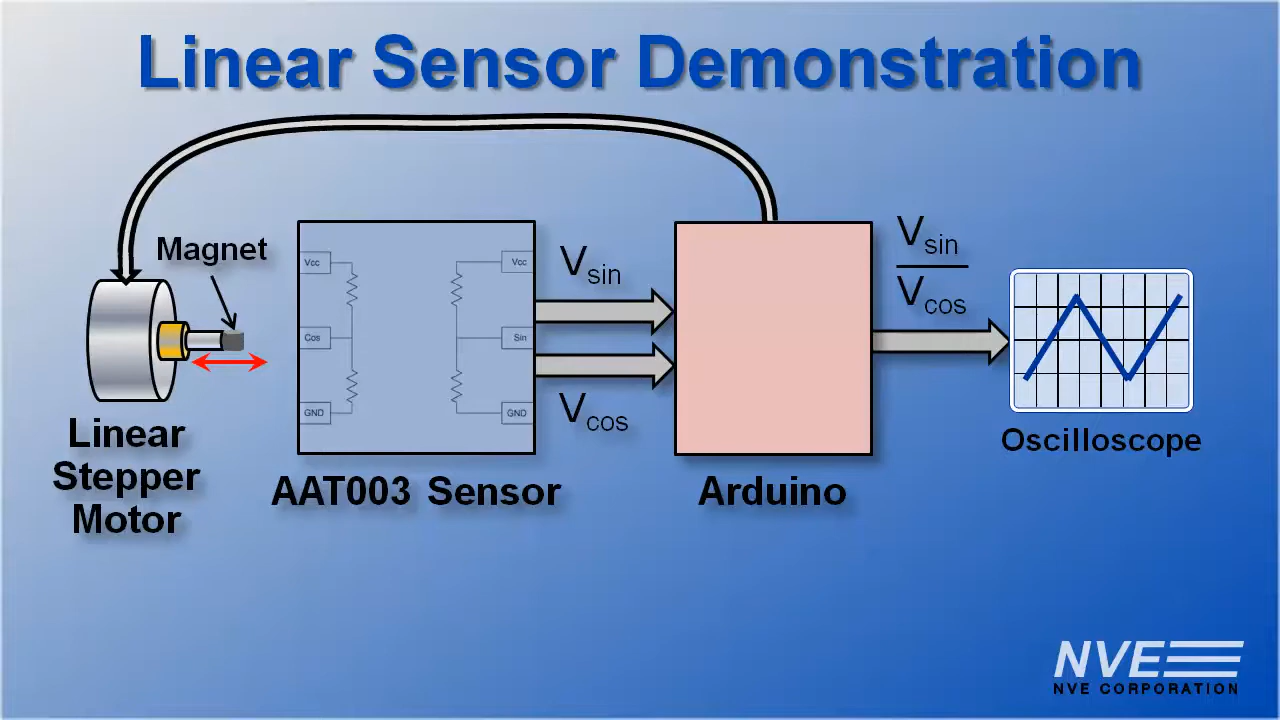 Linear Sensor Demonstration
Magnet
Linear
Stepper
Motor
Vcc
Cos
GND
Vcc
Sin
GND
AAT003 Sensor
Vsin
Vcos
Arduino
Vsin
Vcos
Oscilloscope
NVE
NVE CORPORATION